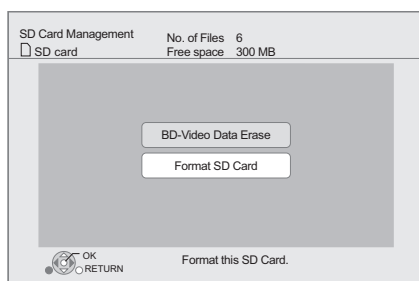 SD Card Management
No. of Files 6
SD card
Free space 300 MB
BD-Video Data Erase
Format SD Card
OK
RETURN
Format this SD Card.